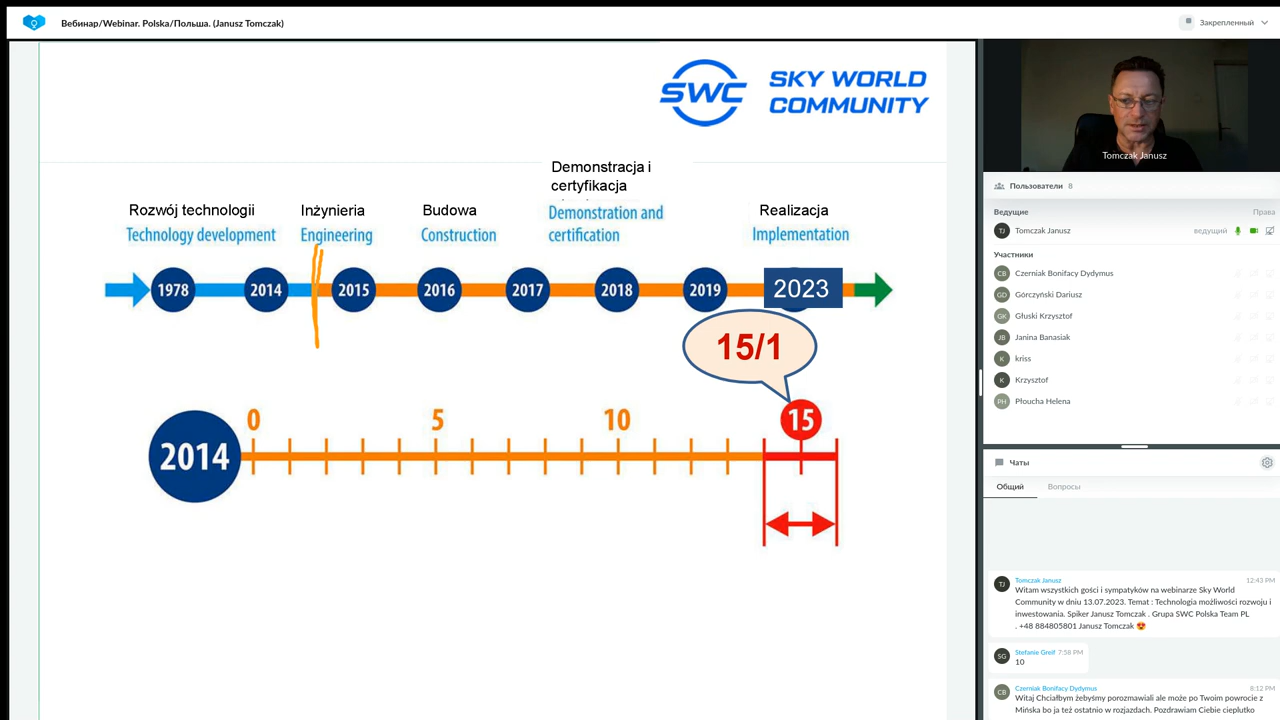 Вебинар/Webinar. Polska/Польша. (Janusz Tomczak)
Закрепленный
SWC
SKY WORLD
COMMUNITY
Demonstracja i
certyfikacja
Rozwój technologii
Inżynieria
Budowa
Realizacja
Technology development
Engineering
Construction
Demonstration and
certification
Implementation
1978
2014
2015
2016
2017
2018
2019
2023
15/1
0
5
10
15
2014
Tomczak Janusz
Пользователи 8
Ведущие
Права
TJ
Tomczak Janusz
ведущий
Участники
CB
Czerniak Bonifacy Dydymus
GD
Górczyński Dariusz
GK
Głuski Krzysztof
JB
Janina Banasiak
K
kriss
K
Krzysztof
PH
Płoucha Helena
Чаты
Общий
Вопросы
TJ
Tomczak Janusz
12:43 PM
Witam wszystkich gości i sympatyków na webinarze Sky World
Community w dniu 13.07.2023. Temat : Technologia możliwości rozwoju i
inwestowania. Spiker Janusz Tomczak . Grupa SWC Polska Team PL
. +48 884805801 Janusz Tomczak 😍
SG
Stefanie Greif 7:58 PM
10
CB
Czerniak Bonifacy Dydymus
8:12 PM
Witaj Chciałbym żebyśmy porozmawiali ale może po Twoim powrocie z
Mińska bo ja też ostatnio w rozjazdach. Pozdrawiam Ciebie cieplutko